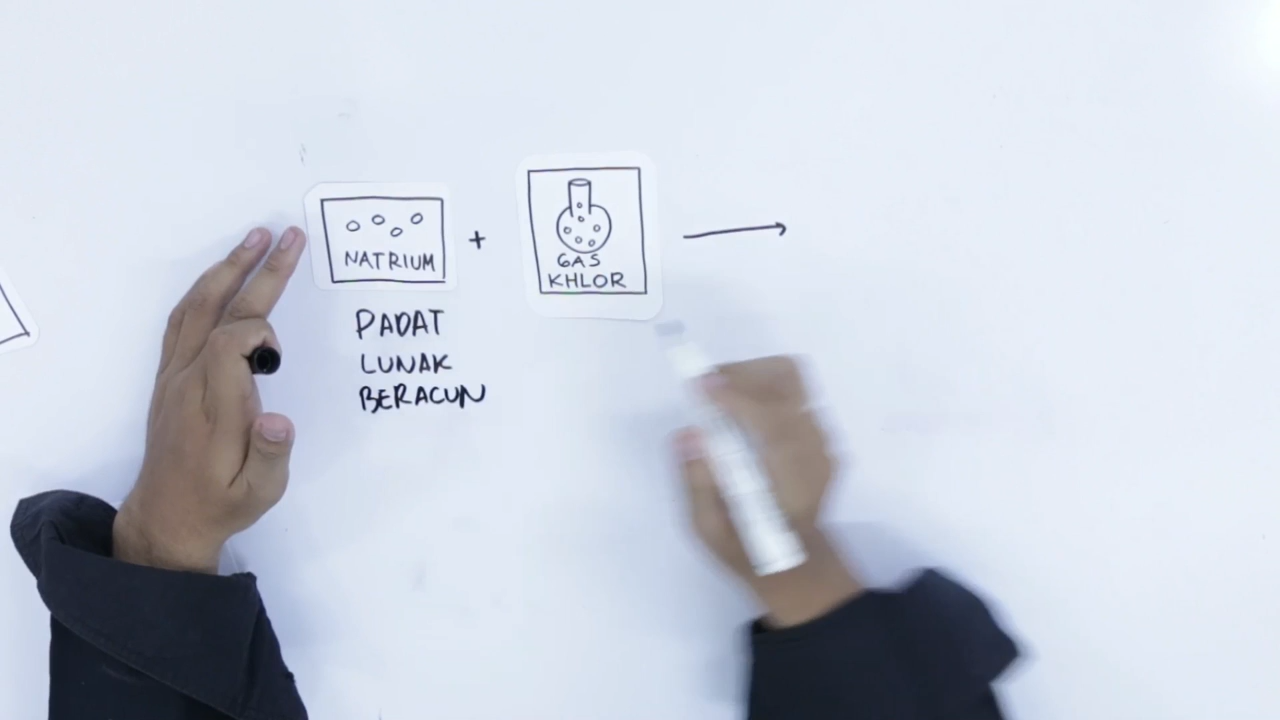 NATRIUM
+
GAS
KHLOR
PADAT
LUNAK
BERACUN